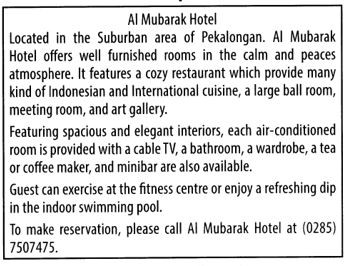 Al Mubarak Hotel
Located in the Suburban area of Pekalongan. Al Mubarak
Hotel offers well furnished rooms in the calm and peaces
atmosphere. It features a cozy restaurant which provide many
kind of Indonesian and International cuisine, a large ball room,
meeting room, and art gallery.
Featuring spacious and elegant interiors, each air-conditioned
room is provided with a cable TV, a bathroom, a wardrobe, a tea
or coffee maker, and minibar are also available.
Guest can exercise at the fitness centre or enjoy a refreshing dip
in the indoor swimming pool.
To make reservation, please call Al Mubarak Hotel at (0285)
7507475.